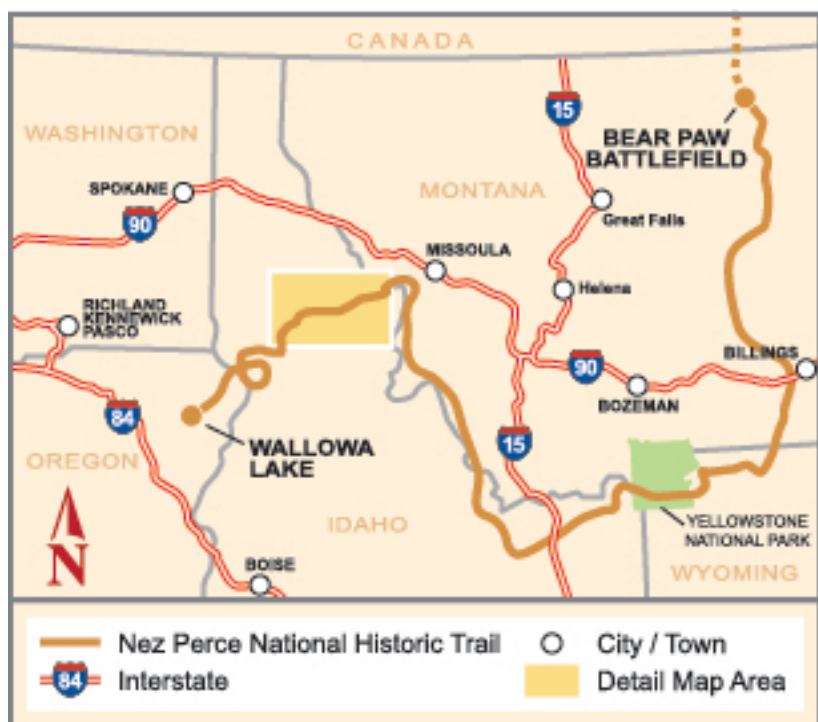 CANADA
WASHINGTON
15
BEAR PAW
BATTLEFIELD
SPOKANE
MONTANA
90
Great Falls
MISSOULA
Helena
RICHLAND
KENNEWICK
PASCO
BILLINGS
90
BOZEMAN
84
WALLOWA
LAKE
15
OREGON
IDAHO
YELLOWSTONE
NATIONAL PARK
N
BOISE
WYOMING
Nez Perce National Historic Trail
City / Town
84
Interstate
Detail Map Area